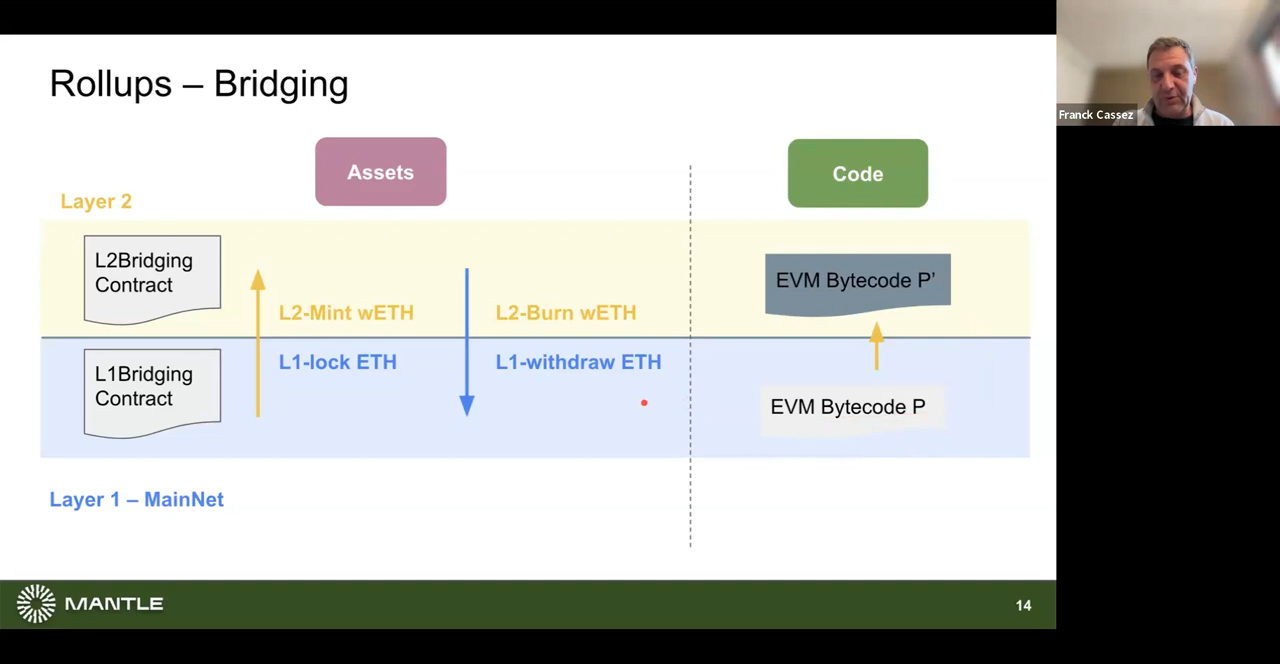 Rollups – Bridging
Assets
Code
Layer 2
L2Bridging
Contract
L2-Mint wETH
L2-Burn wETH
EVM Bytecode P’
L1Bridging
Contract
L1-lock ETH
L1-withdraw ETH
EVM Bytecode P
Layer 1 – MainNet
MANTLE
14
Franck Cassez